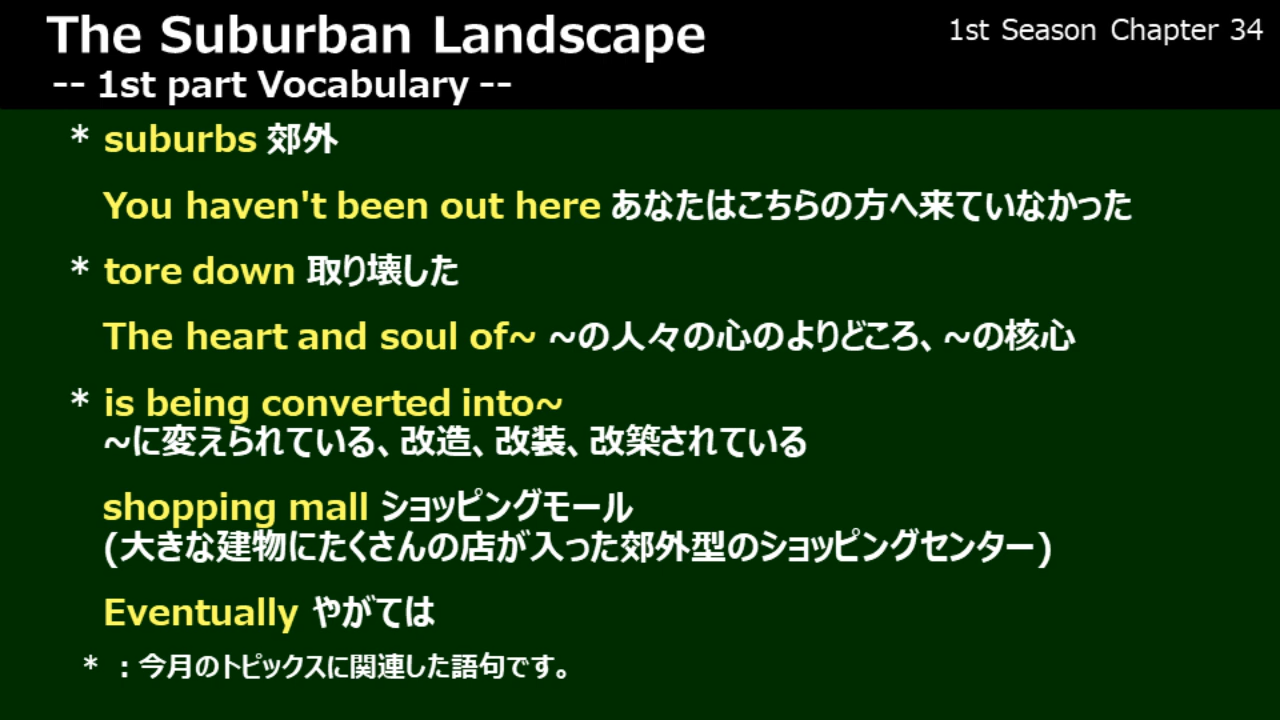 The Suburban Landscape
1st Season Chapter 34
-- 1st part Vocabulary --
* suburbs 郊外
You haven't been out here あなたはこちらの方へ来ていなかった
* tore down 取り壊した
The heart and soul of~ ~の人々の心のよりどころ、~の核心
* is being converted into~
~に変えられている、改造、改装、改築されている
shopping mall ショッピングモール
(大きな建物にたくさんの店が入った郊外型のショッピングセンター)
Eventually やがては
* ：今月のトピックスに関連した語句です。